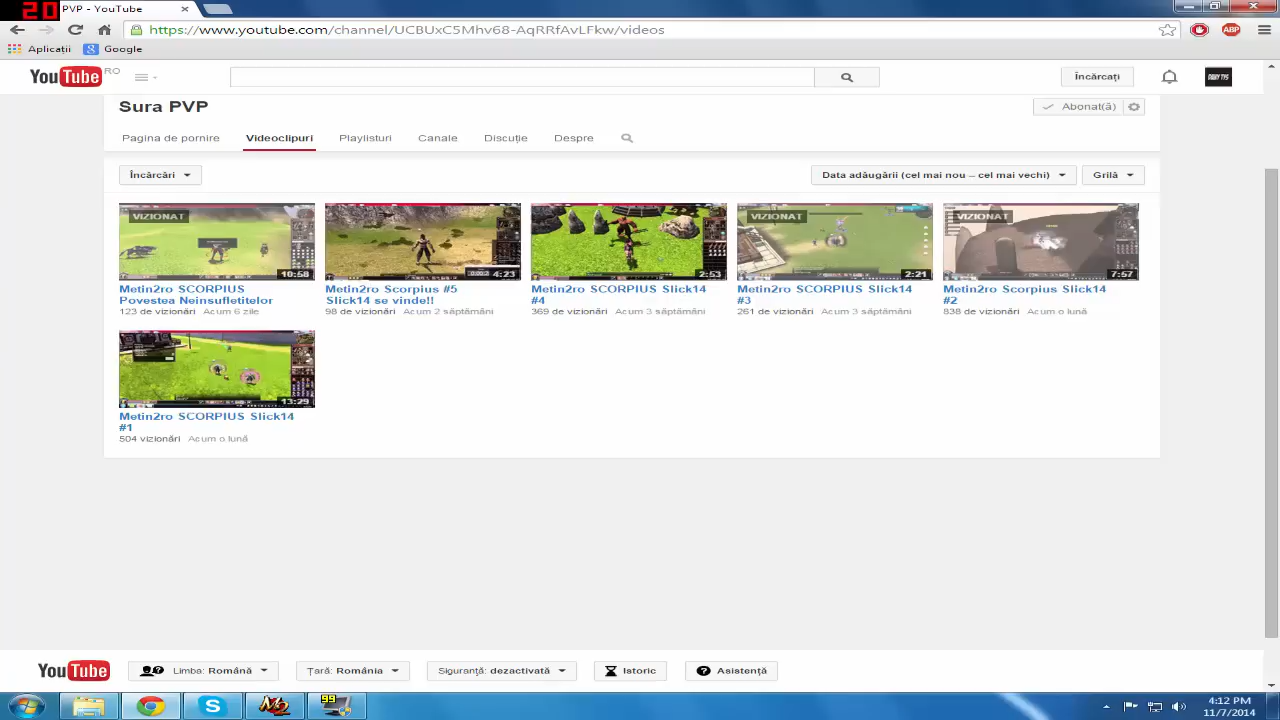 20
PVP - YouTube
https://www.youtube.com/channel/
Aplicații Google
YouTube RO
Încărcați
Sura PVP
Abonat(ă)
Pagina de pornire Videoclipuri Playlisturi Canale Discuție Despre
Încărcări
Data adăugării (cel mai nou – cel mai vechi) Grilă
VIZIONAT
10:58
4:23
2:53
VIZIONAT
2:21
VIZIONAT
7:57
Metin2ro SCORPIUS
Povestea Neinsufletitelor
123 de vizionări Acum 6 zile
Metin2ro Scorpius #5
Slick14 se vinde!!
98 de vizionări Acum 2 săptămâni
Metin2ro SCORPIUS Slick14
#4
369 de vizionări Acum 3 săptămâni
Metin2ro SCORPIUS Slick14
#3
261 de vizionări Acum 3 săptămâni
Metin2ro Scorpius Slick14
#2
838 de vizionări Acum o lună
13:29
Metin2ro SCORPIUS Slick14
#1
504 vizionări Acum o lună
YouTube Limba: Română Țară: România Siguranță: dezactivată Istoric Asistență
99
4:12 PM
11/7/2014